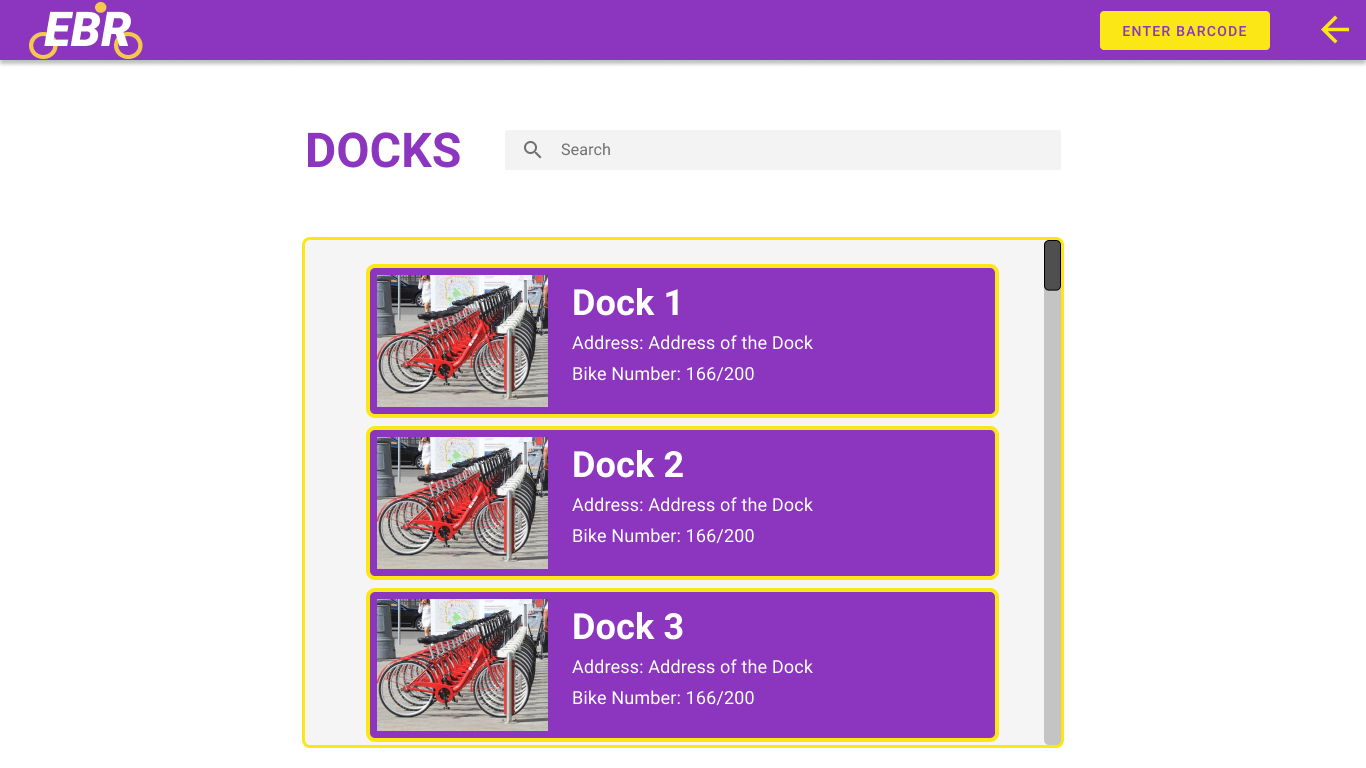 EBR
ENTER BARCODE
DOCKS
Search
Dock 1
Address: Address of the Dock
Bike Number: 166/200
Dock 2
Address: Address of the Dock
Bike Number: 166/200
Dock 3
Address: Address of the Dock
Bike Number: 166/200